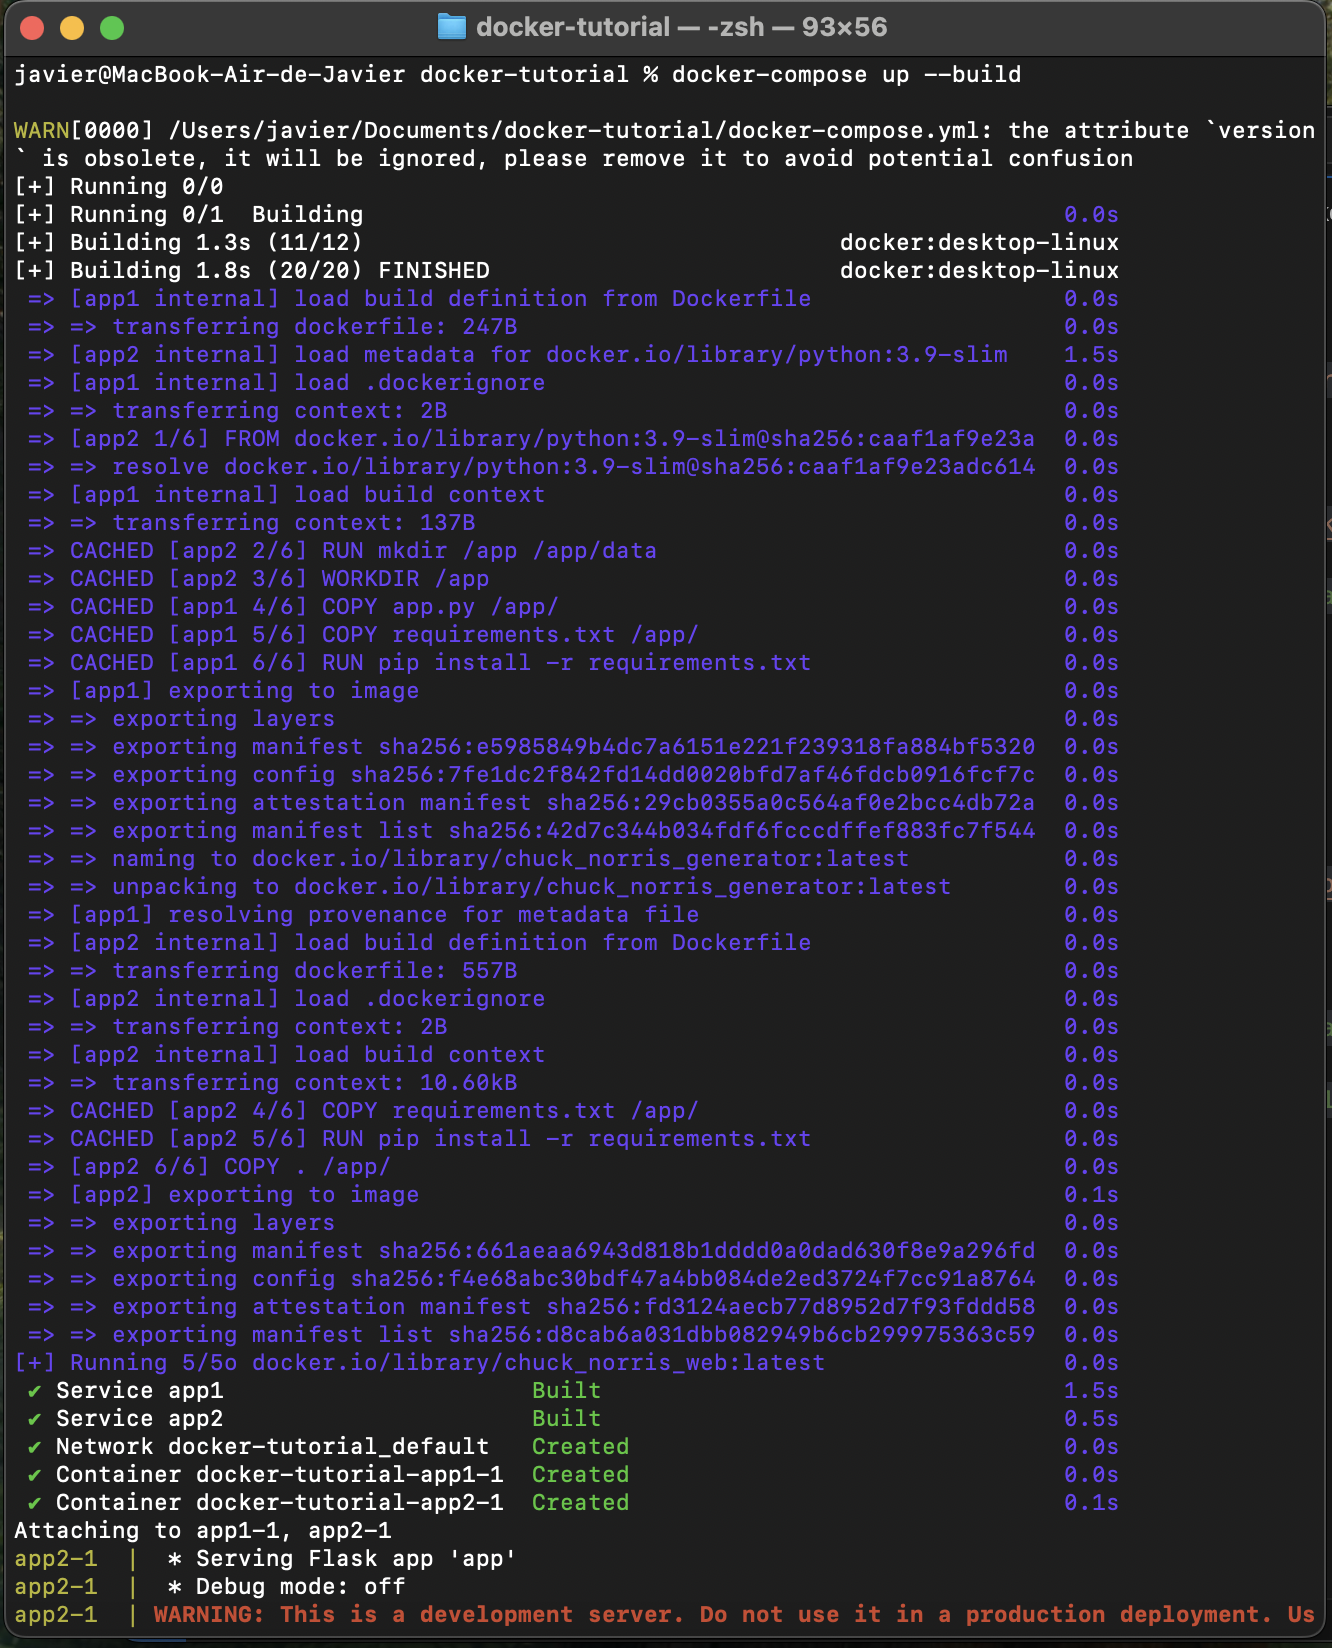 docker-tutorial — -zsh — 93×56
javier@MacBook-Air-de-Javier docker-tutorial % docker-compose up --build
WARN[0000] /Users/javier/Documents/docker-tutorial/docker-compose.yml: the attribute `version
` is obsolete, it will be ignored, please remove it to avoid potential confusion
[+] Running 0/0
[+] Running 0/1  Building 0.0s
[+] Building 1.3s (11/12) docker:desktop-linux
[+] Building 1.8s (20/20) FINISHED docker:desktop-linux
=> [app1 internal] load build definition from Dockerfile 0.0s
=> => transferring dockerfile: 247B 0.0s
=> [app2 internal] load metadata for docker.io/library/python:3.9-slim 1.5s
=> [app1 internal] load .dockerignore 0.0s
=> => transferring context: 2B 0.0s
=> [app2 1/6] FROM docker.io/library/python:3.9-slim@sha256:caaf1af9e23a 0.0s
=> => resolve docker.io/library/python:3.9-slim@sha256:caaf1af9e23adc614 0.0s
=> [app1 internal] load build context 0.0s
=> => transferring context: 137B 0.0s
=> CACHED [app2 2/6] RUN mkdir /app /app/data 0.0s
=> CACHED [app2 3/6] WORKDIR /app 0.0s
=> CACHED [app1 4/6] COPY app.py /app/ 0.0s
=> CACHED [app1 5/6] COPY requirements.txt /app/ 0.0s
=> CACHED [app1 6/6] RUN pip install -r requirements.txt 0.0s
=> [app1] exporting to image 0.0s
=> => exporting layers 0.0s
=> => exporting manifest sha256:e5985849b4dc7a6151e221f239318fa884bf5320 0.0s
=> => exporting config sha256:7fe1dc2f842fd14dd0020bfd7af46fdcb0916fcf7c 0.0s
=> => exporting attestation manifest sha256:29cb0355a0c564af0e2bcc4db72a 0.0s
=> => exporting manifest list sha256:42d7c344b034fdf6fcccdffef883fc7f544 0.0s
=> => naming to docker.io/library/chuck_norris_generator:latest 0.0s
=> => unpacking to docker.io/library/chuck_norris_generator:latest 0.0s
=> [app1] resolving provenance for metadata file 0.0s
=> [app2 internal] load build definition from Dockerfile 0.0s
=> => transferring dockerfile: 557B 0.0s
=> [app2 internal] load .dockerignore 0.0s
=> => transferring context: 2B 0.0s
=> [app2 internal] load build context 0.0s
=> => transferring context: 10.60kB 0.0s
=> CACHED [app2 4/6] COPY requirements.txt /app/ 0.0s
=> CACHED [app2 5/6] RUN pip install -r requirements.txt 0.0s
=> [app2 6/6] COPY . /app/ 0.0s
=> [app2] exporting to image 0.1s
=> => exporting layers 0.0s
=> => exporting manifest sha256:661aeaa6943d818b1dddd0a0dad630f8e9a296fd 0.0s
=> => exporting config sha256:f4e68abc30bdf47a4bb084de2ed3724f7cc91a8764 0.0s
=> => exporting attestation manifest sha256:fd3124aecb77d8952d7f93fddd58 0.0s
=> => exporting manifest list sha256:d8cab6a031dbb082949b6cb299975363c59 0.0s
[+] Running 5/5o docker.io/library/chuck_norris_web:latest 0.0s
✔ Service app1 Built 1.5s
✔ Service app2 Built 0.5s
✔ Network docker-tutorial_default Created 0.0s
✔ Container docker-tutorial-app1-1 Created 0.0s
✔ Container docker-tutorial-app2-1 Created 0.1s
Attaching to app1-1, app2-1
app2-1 | * Serving Flask app 'app'
app2-1 | * Debug mode: off
app2-1 | WARNING: This is a development server. Do not use it in a production deployment. Us